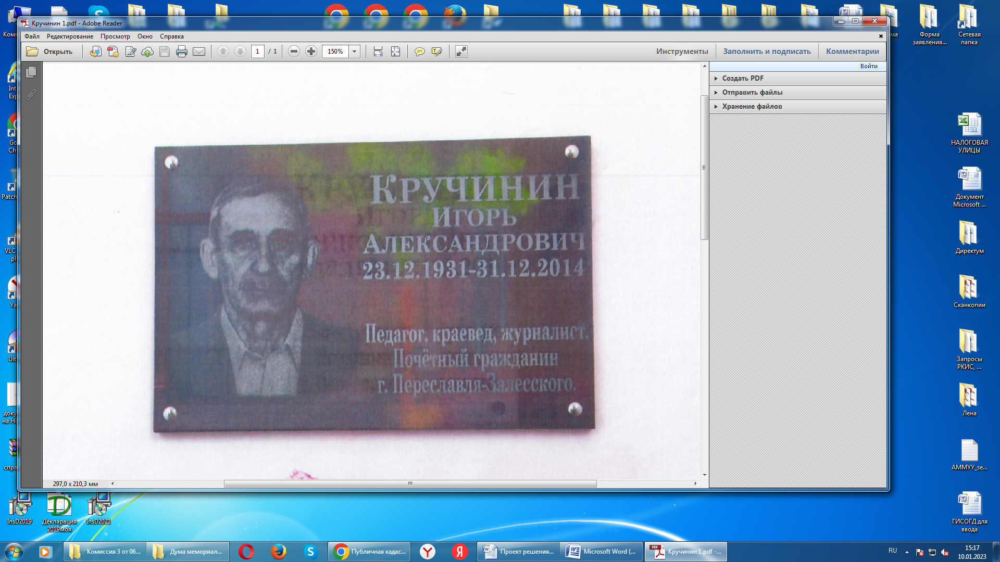 Кручинин 1.pdf - Adobe Reader
Файл Редактирование Просмотр Окно Справка
Открыть 1 / 1 150% Инструменты Заполнить и подписать Комментарии
Войти
Создать PDF
Отправить файлы
Хранение файлов
КРУЧИНИН
ИГОРЬ
АЛЕКСАНДРОВИЧ
23.12.1931-31.12.2014
Педагог, краевед, журналист.
Почётный гражданин
г. Переславля-Залесского.
297,0 x 210,3 мм
Форма
заявления...
Сетевая
папка
НАЛОГОВАЯ
УЛИЦЫ
Документ
Microsoft ...
Директум
Сканкопии
Запросы
РКИС, ...
Лена
AMMYY_se...
ГИСОГД для
ввода
InsD2019
Декларация
2019моя
InsD2021
Комиссия 3 от 06...
Дума мемориал...
Публичная кадас...
Проект решения...
Microsoft Word (...
Кручинин 1.pdf -...
RU
15:17
10.01.2023